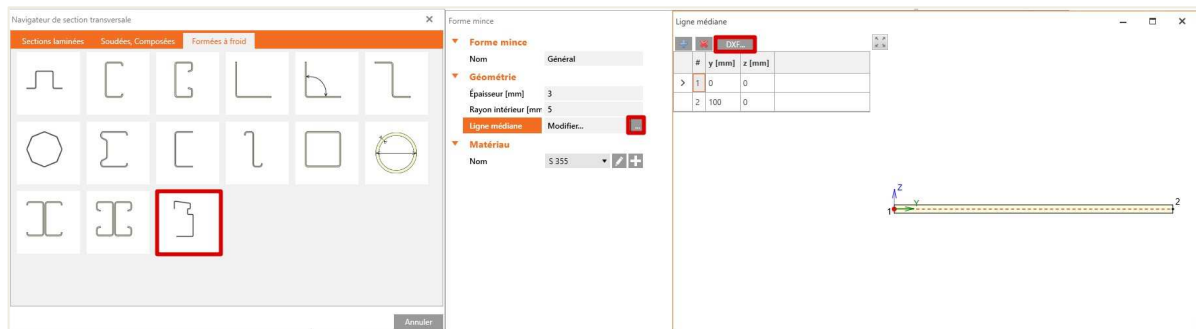 Navigateur de section transversale
Sections laminées Soudées, Composées Formées à froid
Annuler
Forme mince
Forme mince
Nom Général
Géométrie
Épaisseur [mm] 3
Rayon intérieur [mm 5
Ligne médiane Modifier...
Matériau
Nom S 355
Ligne médiane
DXF...
# y [mm] z [mm]
1 0 0
2 100 0
Z
Y
1
2